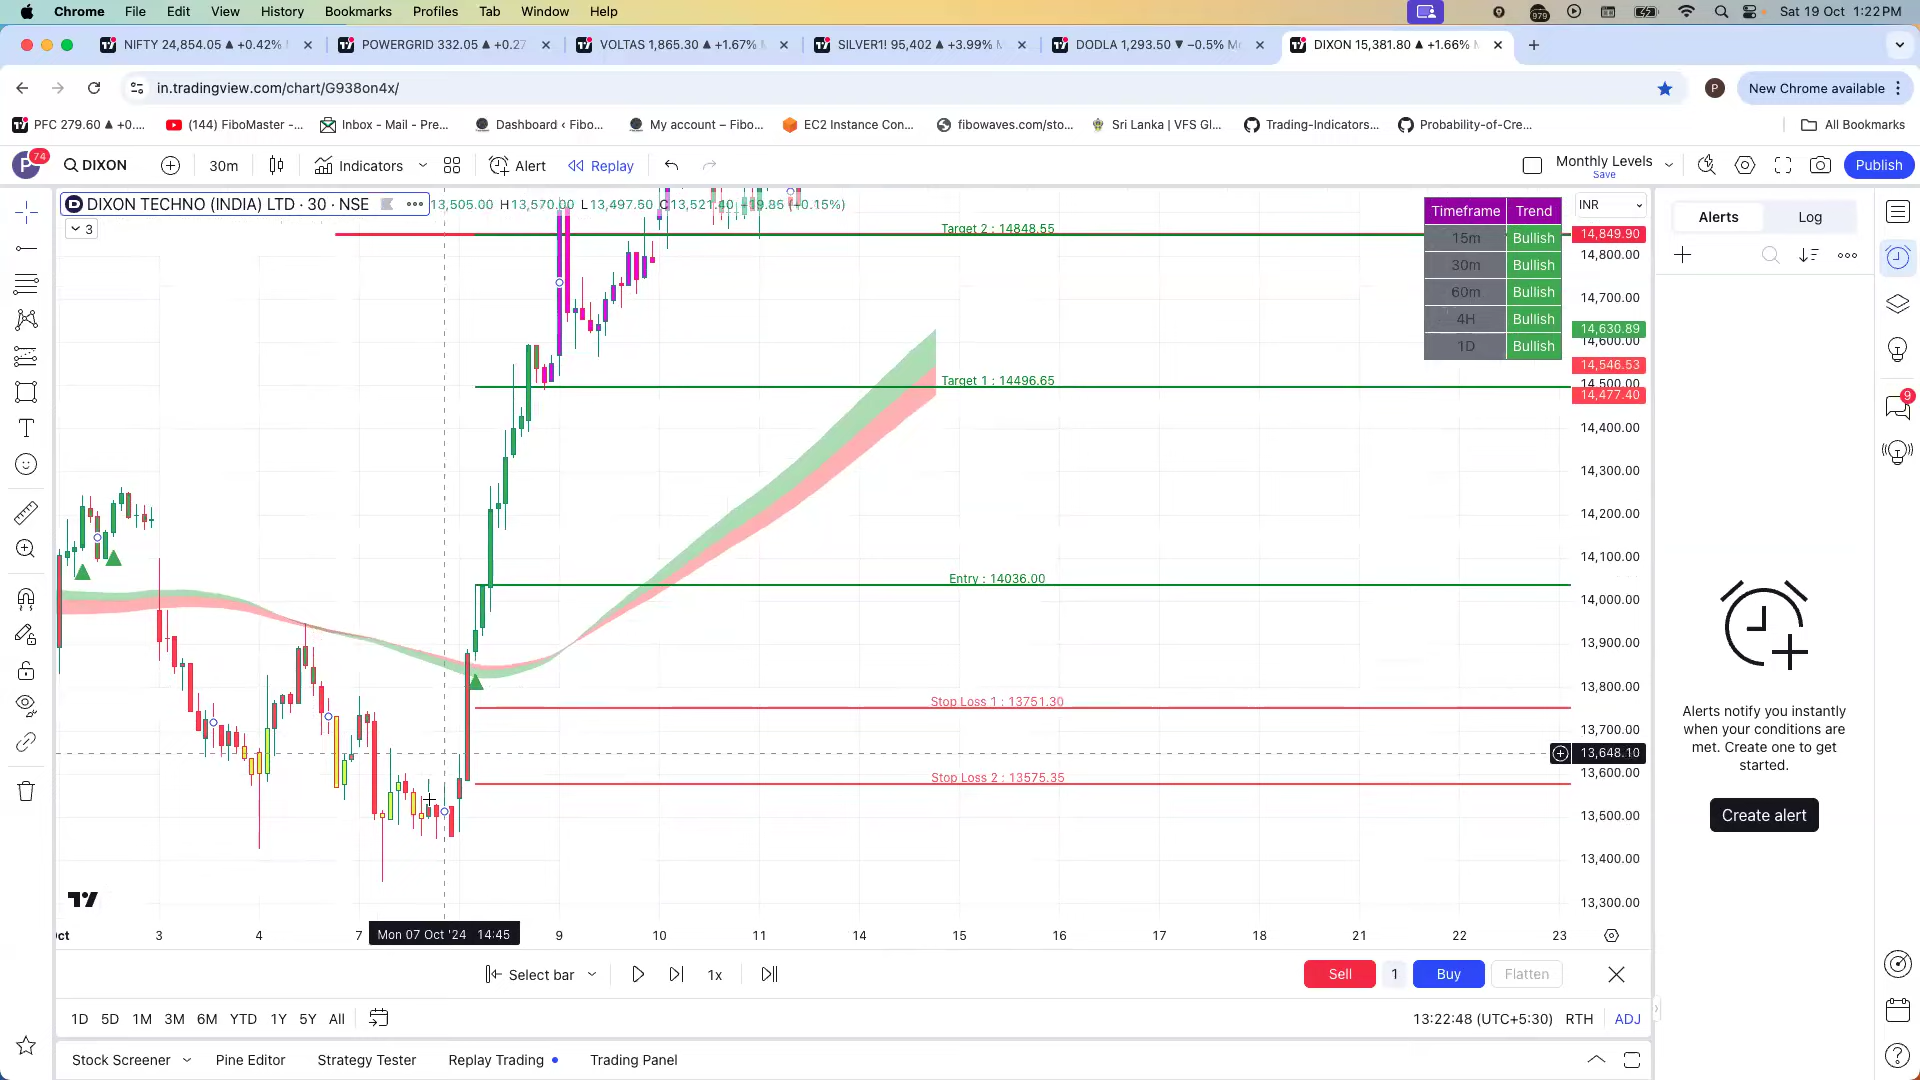 Chrome File Edit View History Bookmarks Profiles Tab Window Help 979 Sat 19 Oct 1:22 PM
NIFTY 24,854.05 ▲ +0.42% POWERGRID 332.05 ▲ +0.27 VOLTAS 1,865.30 ▲ +1.67% SILVER1! 95,402 ▲ +3.99% DODLA 1,293.50 ▼ −0.5% DIXON 15,381.80 ▲ +1.66%
in.tradingview.com/chart/G938on4x/ P New Chrome available
PFC 279.60 ▲ +0.... (144) FiboMaster -... Inbox - Mail - Pre... Dashboard ‹ Fibo... My account – Fibo... EC2 Instance Con... fibowaves.com/sto... Sri Lanka | VFS Gl... Trading-Indicators... Probability-of-Cre... All Bookmarks
P 74 DIXON 30m Indicators Alert Replay Monthly Levels Save Publish
DIXON TECHNO (INDIA) LTD · 30 · NSE 13,505.00 H13,570.00 L13,497.50 C13,521.40 +19.85 (+0.15%)
3
Timeframe Trend
15m Bullish
30m Bullish
60m Bullish
4H Bullish
1D Bullish
INR
Target 2 : 14848.55
Target 1 : 14496.65
Entry : 14036.00
Stop Loss 1 : 13751.30
Stop Loss 2 : 13575.35
14,849.90
14,800.00
14,700.00
14,630.89
14,600.00
14,546.53
14,500.00
14,477.40
14,400.00
14,300.00
14,200.00
14,100.00
14,000.00
13,900.00
13,800.00
13,700.00
13,648.10
13,600.00
13,500.00
13,400.00
13,300.00
Oct 3 4 7 Mon 07 Oct '24 14:45 9 10 11 14 15 16 17 18 21 22 23
Alerts Log
9
Alerts notify you instantly
when your conditions are
met. Create one to get
started.
Create alert
Select bar 1x Sell 1 Buy Flatten
1D 5D 1M 3M 6M YTD 1Y 5Y All 13:22:48 (UTC+5:30) RTH ADJ
Stock Screener Pine Editor Strategy Tester Replay Trading Trading Panel